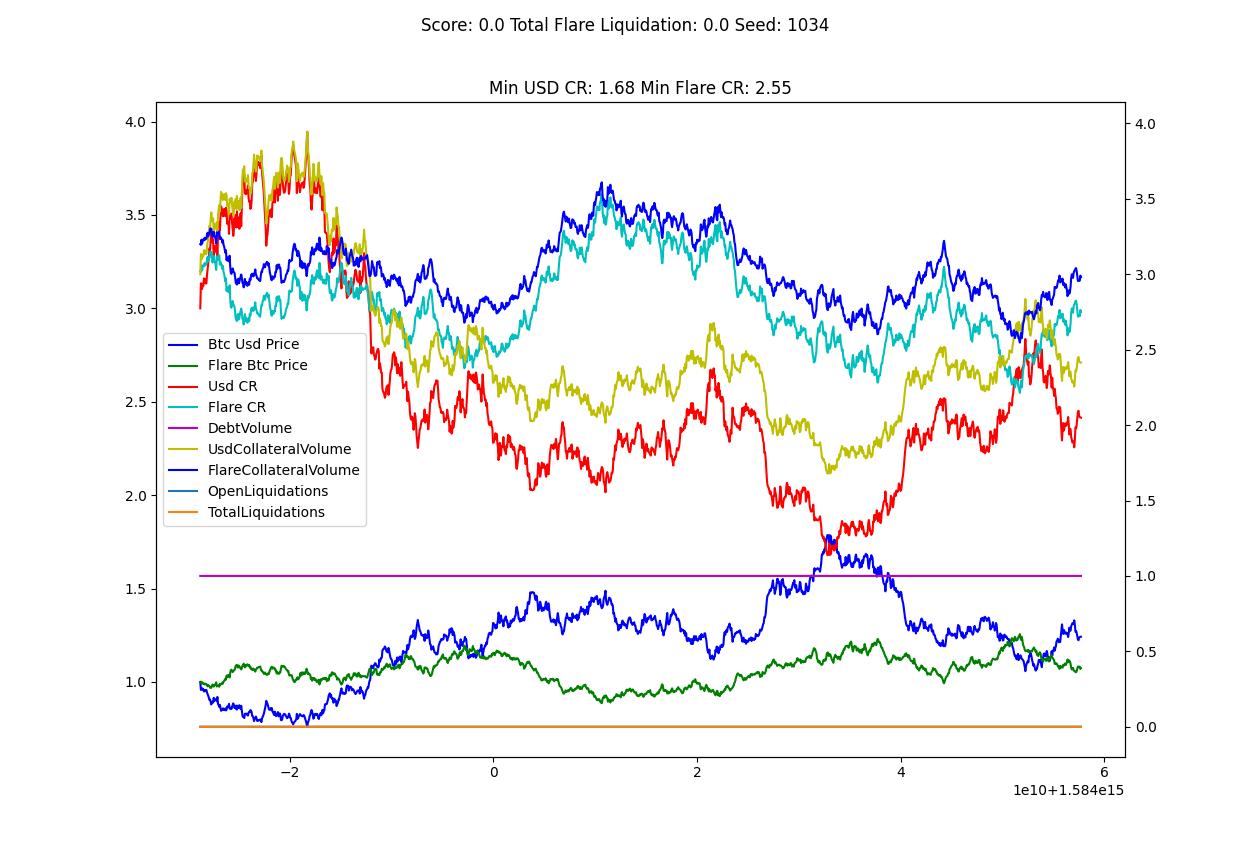 Score: 0.0 Total Flare Liquidation: 0.0 Seed: 1034
Min USD CR: 1.68 Min Flare CR: 2.55
4.0
3.5
3.0
2.5
2.0
1.5
1.0
4.0
3.5
3.0
2.5
2.0
1.5
1.0
0.5
0.0
Btc Usd Price
Flare Btc Price
Usd CR
Flare CR
DebtVolume
UsdCollateralVolume
FlareCollateralVolume
OpenLiquidations
TotalLiquidations
−2 0 2 4 6
1e10+1.584e15